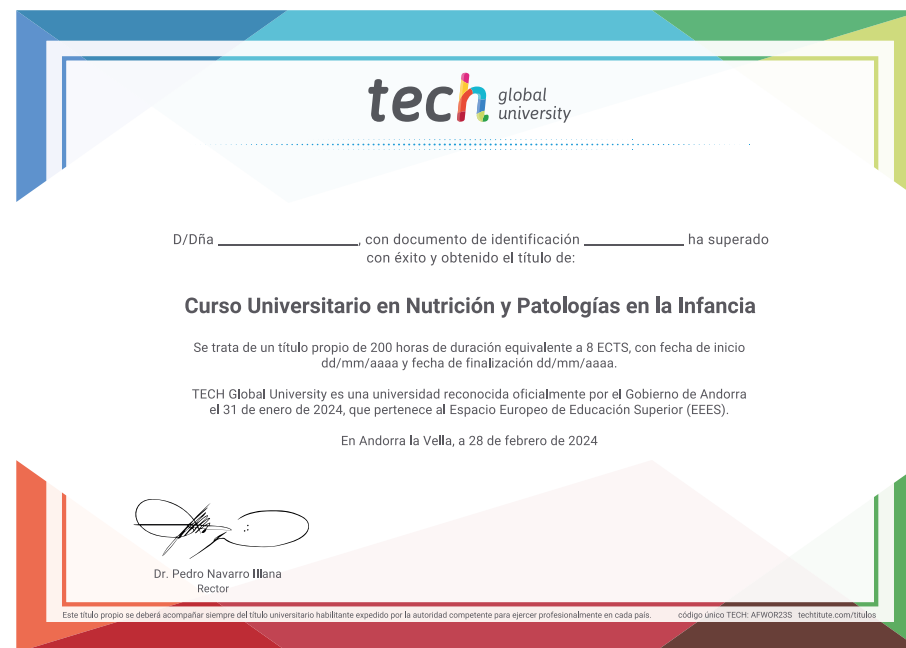 tech global university
D/Dña ____________________, con documento de identificación ______________ ha superado
con éxito y obtenido el título de:
Curso Universitario en Nutrición y Patologías en la Infancia
Se trata de un título propio de 200 horas de duración equivalente a 8 ECTS, con fecha de inicio
dd/mm/aaaa y fecha de finalización dd/mm/aaaa.
TECH Global University es una universidad reconocida oficialmente por el Gobierno de Andorra
el 31 de enero de 2024, que pertenece al Espacio Europeo de Educación Superior (EEES).
En Andorra la Vella, a 28 de febrero de 2024
Dr. Pedro Navarro Illana
Rector
Este título propio se deberá acompañar siempre del título universitario habilitante expedido por la autoridad competente para ejercer profesionalmente en cada país. código único TECH: AFWOR23S techtitute.com/titulos